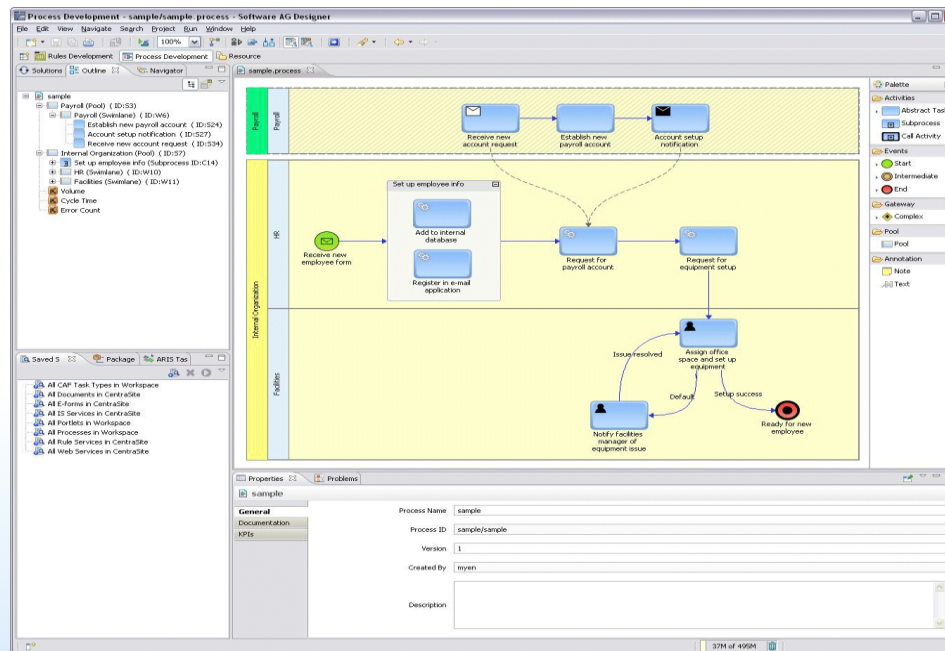 Process Development - sample/sample.process - Software AG Designer
File Edit View Navigate Search Project Run Window Help
100%
Rules Development Process Development Resource
Solutions Outline Navigator
sample
Payroll (Pool) ( ID:S3)
Payroll (Swimlane) ( ID:W6)
Establish new payroll account ( ID:S24)
Account setup notification ( ID:S27)
Receive new account request ( ID:S34)
Internal Organization (Pool) ( ID:S7)
Set up employee info (Subprocess ID:C14)
HR (Swimlane) ( ID:W10)
Facilities (Swimlane) ( ID:W11)
Volume
Cycle Time
Error Count
Saved S Package ARIS Tas
All CAF Task Types in Workspace
All Documents in CentraSite
All E-forms in CentraSite
All IS Services in CentraSite
All Portlets in Workspace
All Processes in Workspace
All Rule Services in CentraSite
All Web Services in CentraSite
sample.process
Payroll
Payroll
Receive new
account request
Establish new
payroll account
Account setup
notification
Internal Organization
HR
Receive new
employee form
Set up employee info
Add to internal
database
Register in e-mail
application
Request for
payroll account
Request for
equipment setup
Facilities
Assign office
space and set up
equipment
Issue resolved
Default
Setup success
Notify facilities
manager of
equipment issue
Ready for new
employee
Palette
Activities
Abstract Task
Subprocess
Call Activity
Events
Start
Intermediate
End
Gateway
Complex
Pool
Pool
Annotation
Note
Text
Properties Problems
sample
General
Documentation
KPIs
Process Name sample
Process ID sample/sample
Version 1
Created By myen
Description
37M of 495M